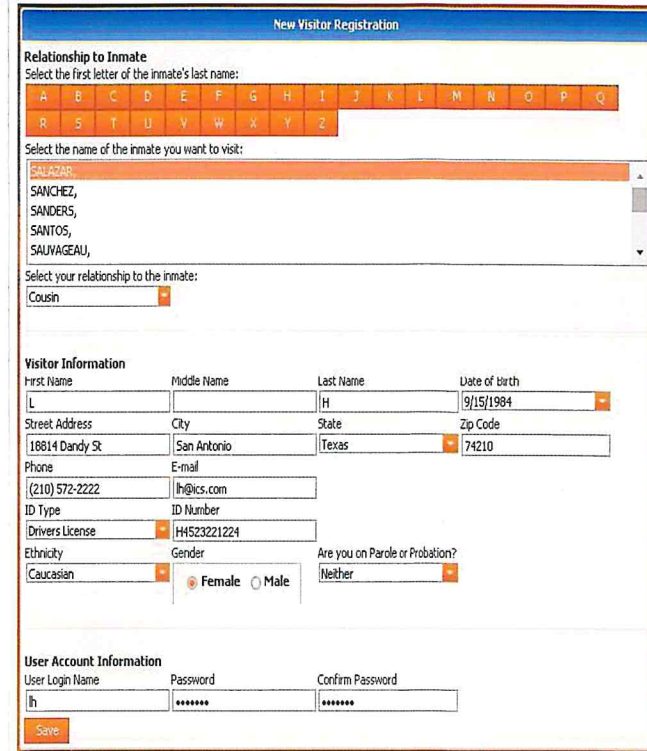 New Visitor Registration
Relationship to Inmate
Select the first letter of the inmate's last name:
A B C D E F G H I J K L M N O P Q
R S T U V W X Y Z
Select the name of the inmate you want to visit:
SALAZAR,
SANCHEZ,
SANDERS,
SANTOS,
SAUVAGEAU,
Select your relationship to the inmate:
Cousin
Visitor Information
First Name Middle Name Last Name Date of Birth
L H 9/15/1984
Street Address City State Zip Code
18814 Dandy St San Antonio Texas 74210
Phone E-mail
(210) 572-2222 lh@ics.com
ID Type ID Number
Drivers License H4523221224
Ethnicity Gender Are you on Parole or Probation?
Caucasian Female Male Neither
User Account Information
User Login Name Password Confirm Password
lh ••••••• •••••••
Save